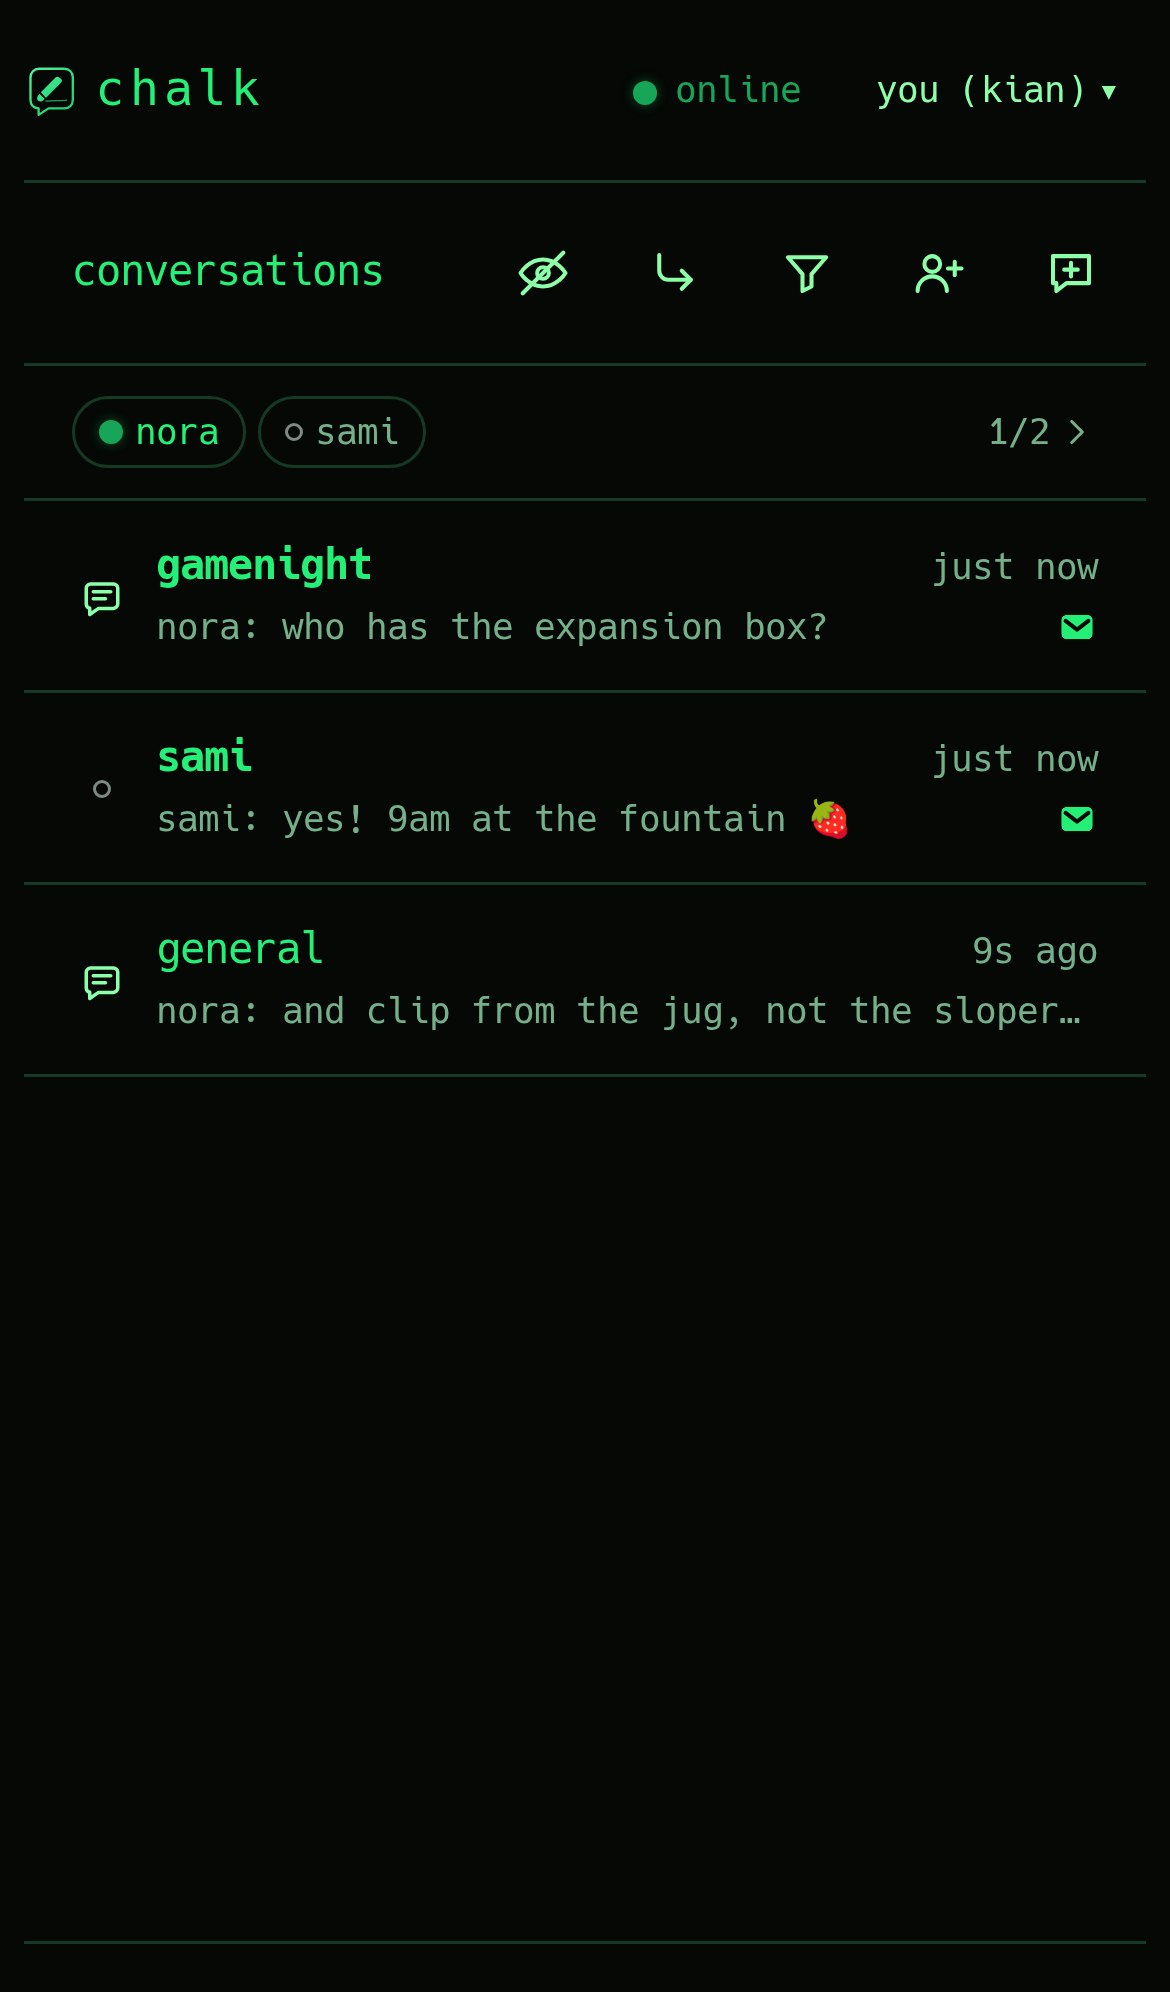 chalk
online
you (kian) ▾
conversations
nora
sami
1/2
gamenight
just now
nora: who has the expansion box?
sami
just now
sami: yes! 9am at the fountain 🍓
general
9s ago
nora: and clip from the jug, not the sloper…